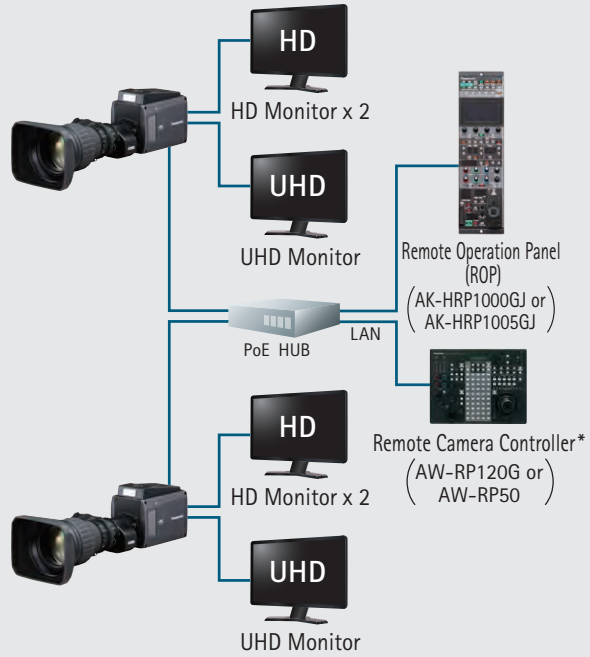 HD
HD Monitor x 2
UHD
UHD Monitor
Remote Operation Panel
(ROP)
(AK-HRP1000GJ or
AK-HRP1005GJ)
LAN
PoE HUB
HD
HD Monitor x 2
Remote Camera Controller*
(AW-RP120G or
AW-RP50)
UHD
UHD Monitor